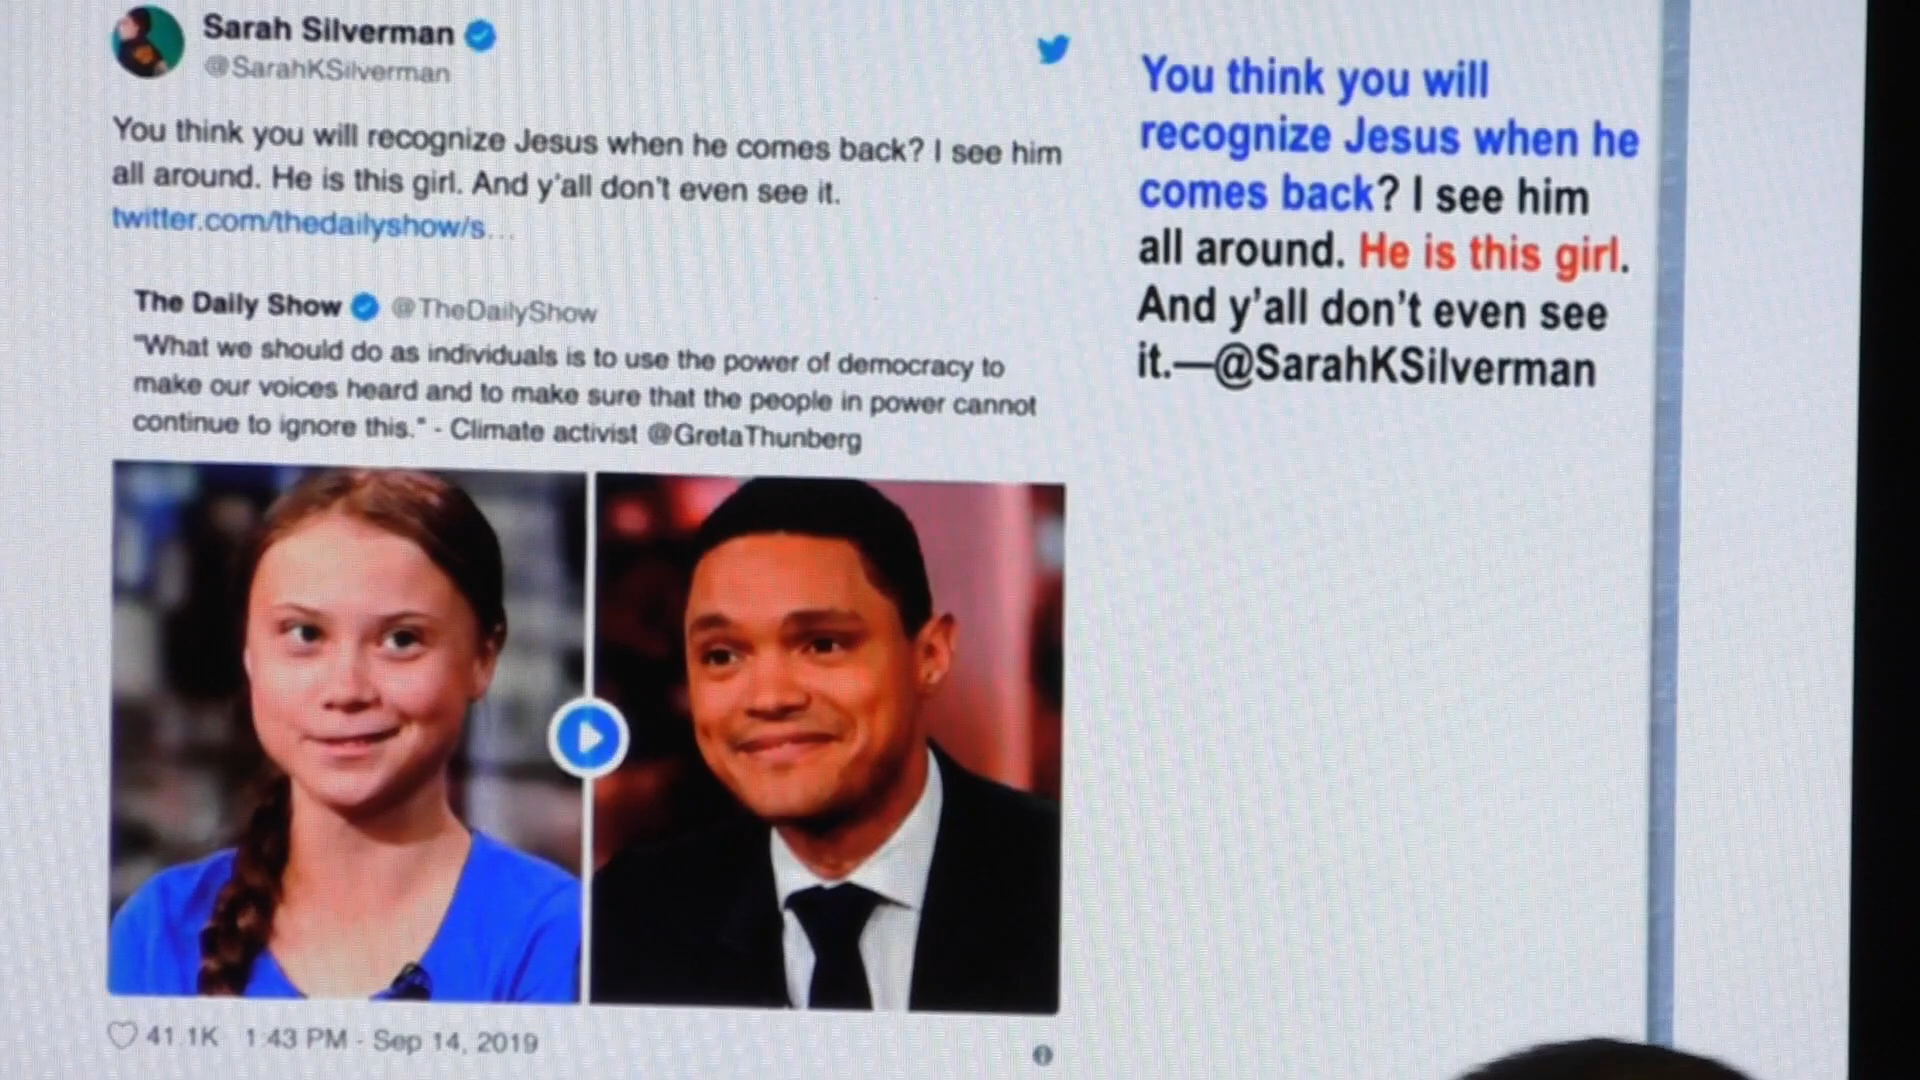 Sarah Silverman
@SarahKSilverman
You think you will recognize Jesus when he comes back? I see him
all around. He is this girl. And y'all don't even see it.
twitter.com/thedailyshow/s...
The Daily Show @TheDailyShow
"What we should do as individuals is to use the power of democracy to
make our voices heard and to make sure that the people in power cannot
continue to ignore this." - Climate activist @GretaThunberg
41.1K 1:43 PM - Sep 14, 2019
You think you will
recognize Jesus when he
comes back? I see him
all around. He is this girl.
And y'all don't even see
it.—@SarahKSilverman